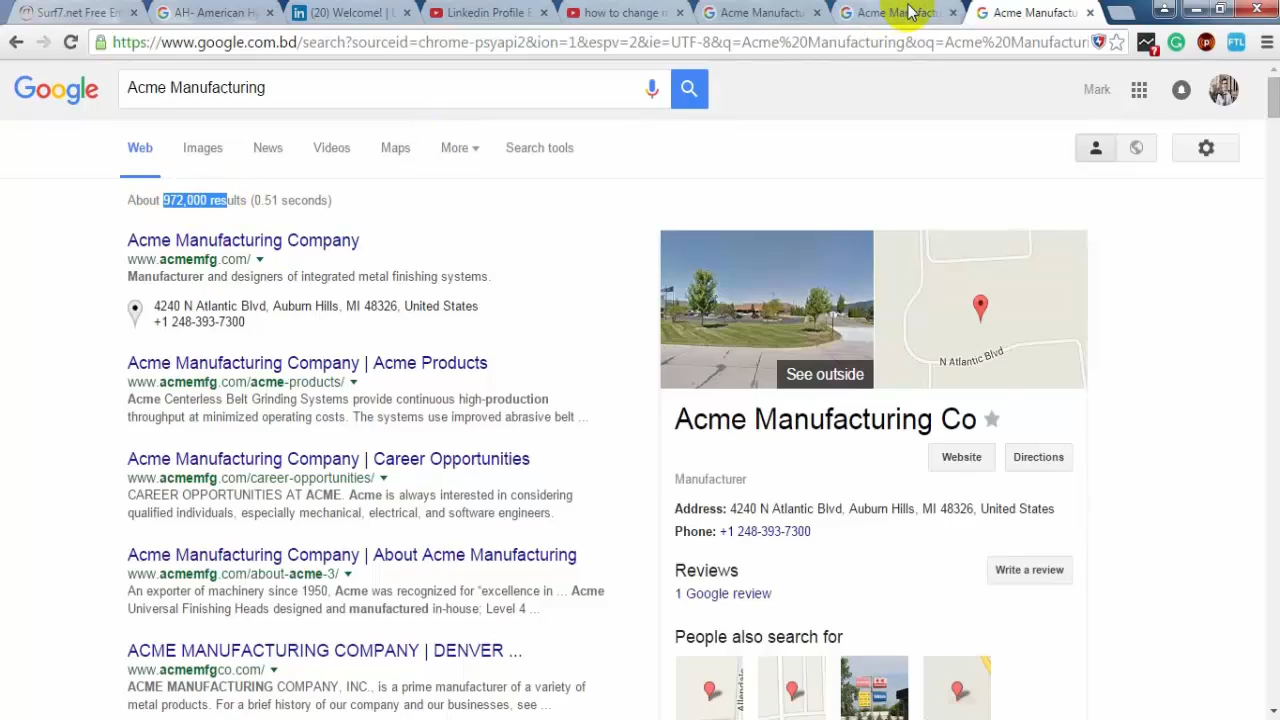 Surf7.net Free Em
AH- American H
(20) Welcome! | L
Linkedin Profile E
how to change m
Acme Manufactu
Acme Manufactu
Acme Manufactu
https://www.google.com.bd/search?sourceid=chrome-psyapi2&ion=1&espv=2&ie=UTF-8&q=Acme%20Manufacturing&oq=Acme%20Manufacturi
7
FTL
Google
Acme Manufacturing
Mark
Web Images News Videos Maps More Search tools
About 972,000 results (0.51 seconds)
Acme Manufacturing Company
www.acmemfg.com/
Manufacturer and designers of integrated metal finishing systems.
4240 N Atlantic Blvd, Auburn Hills, MI 48326, United States
+1 248-393-7300
Acme Manufacturing Company | Acme Products
www.acmemfg.com/acme-products/
Acme Centerless Belt Grinding Systems provide continuous high-production
throughput at minimized operating costs. The systems use improved abrasive belt ...
Acme Manufacturing Company | Career Opportunities
www.acmemfg.com/career-opportunities/
CAREER OPPORTUNITIES AT ACME. Acme is always interested in considering
qualified individuals, especially mechanical, electrical, and software engineers.
Acme Manufacturing Company | About Acme Manufacturing
www.acmemfg.com/about-acme-3/
An exporter of machinery since 1950, Acme was recognized for "excellence in ... Acme
Universal Finishing Heads designed and manufactured in-house; Level 4 ...
ACME MANUFACTURING COMPANY | DENVER ...
www.acmemfgco.com/
ACME MANUFACTURING COMPANY, INC., is a prime manufacturer of a variety of
metal products. For a brief history of our company and our businesses, see ...
See outside
N Atlantic Blvd
Acme Manufacturing Co
Website Directions
Manufacturer
Address: 4240 N Atlantic Blvd, Auburn Hills, MI 48326, United States
Phone: +1 248-393-7300
Reviews
Write a review
1 Google review
People also search for
Allendale